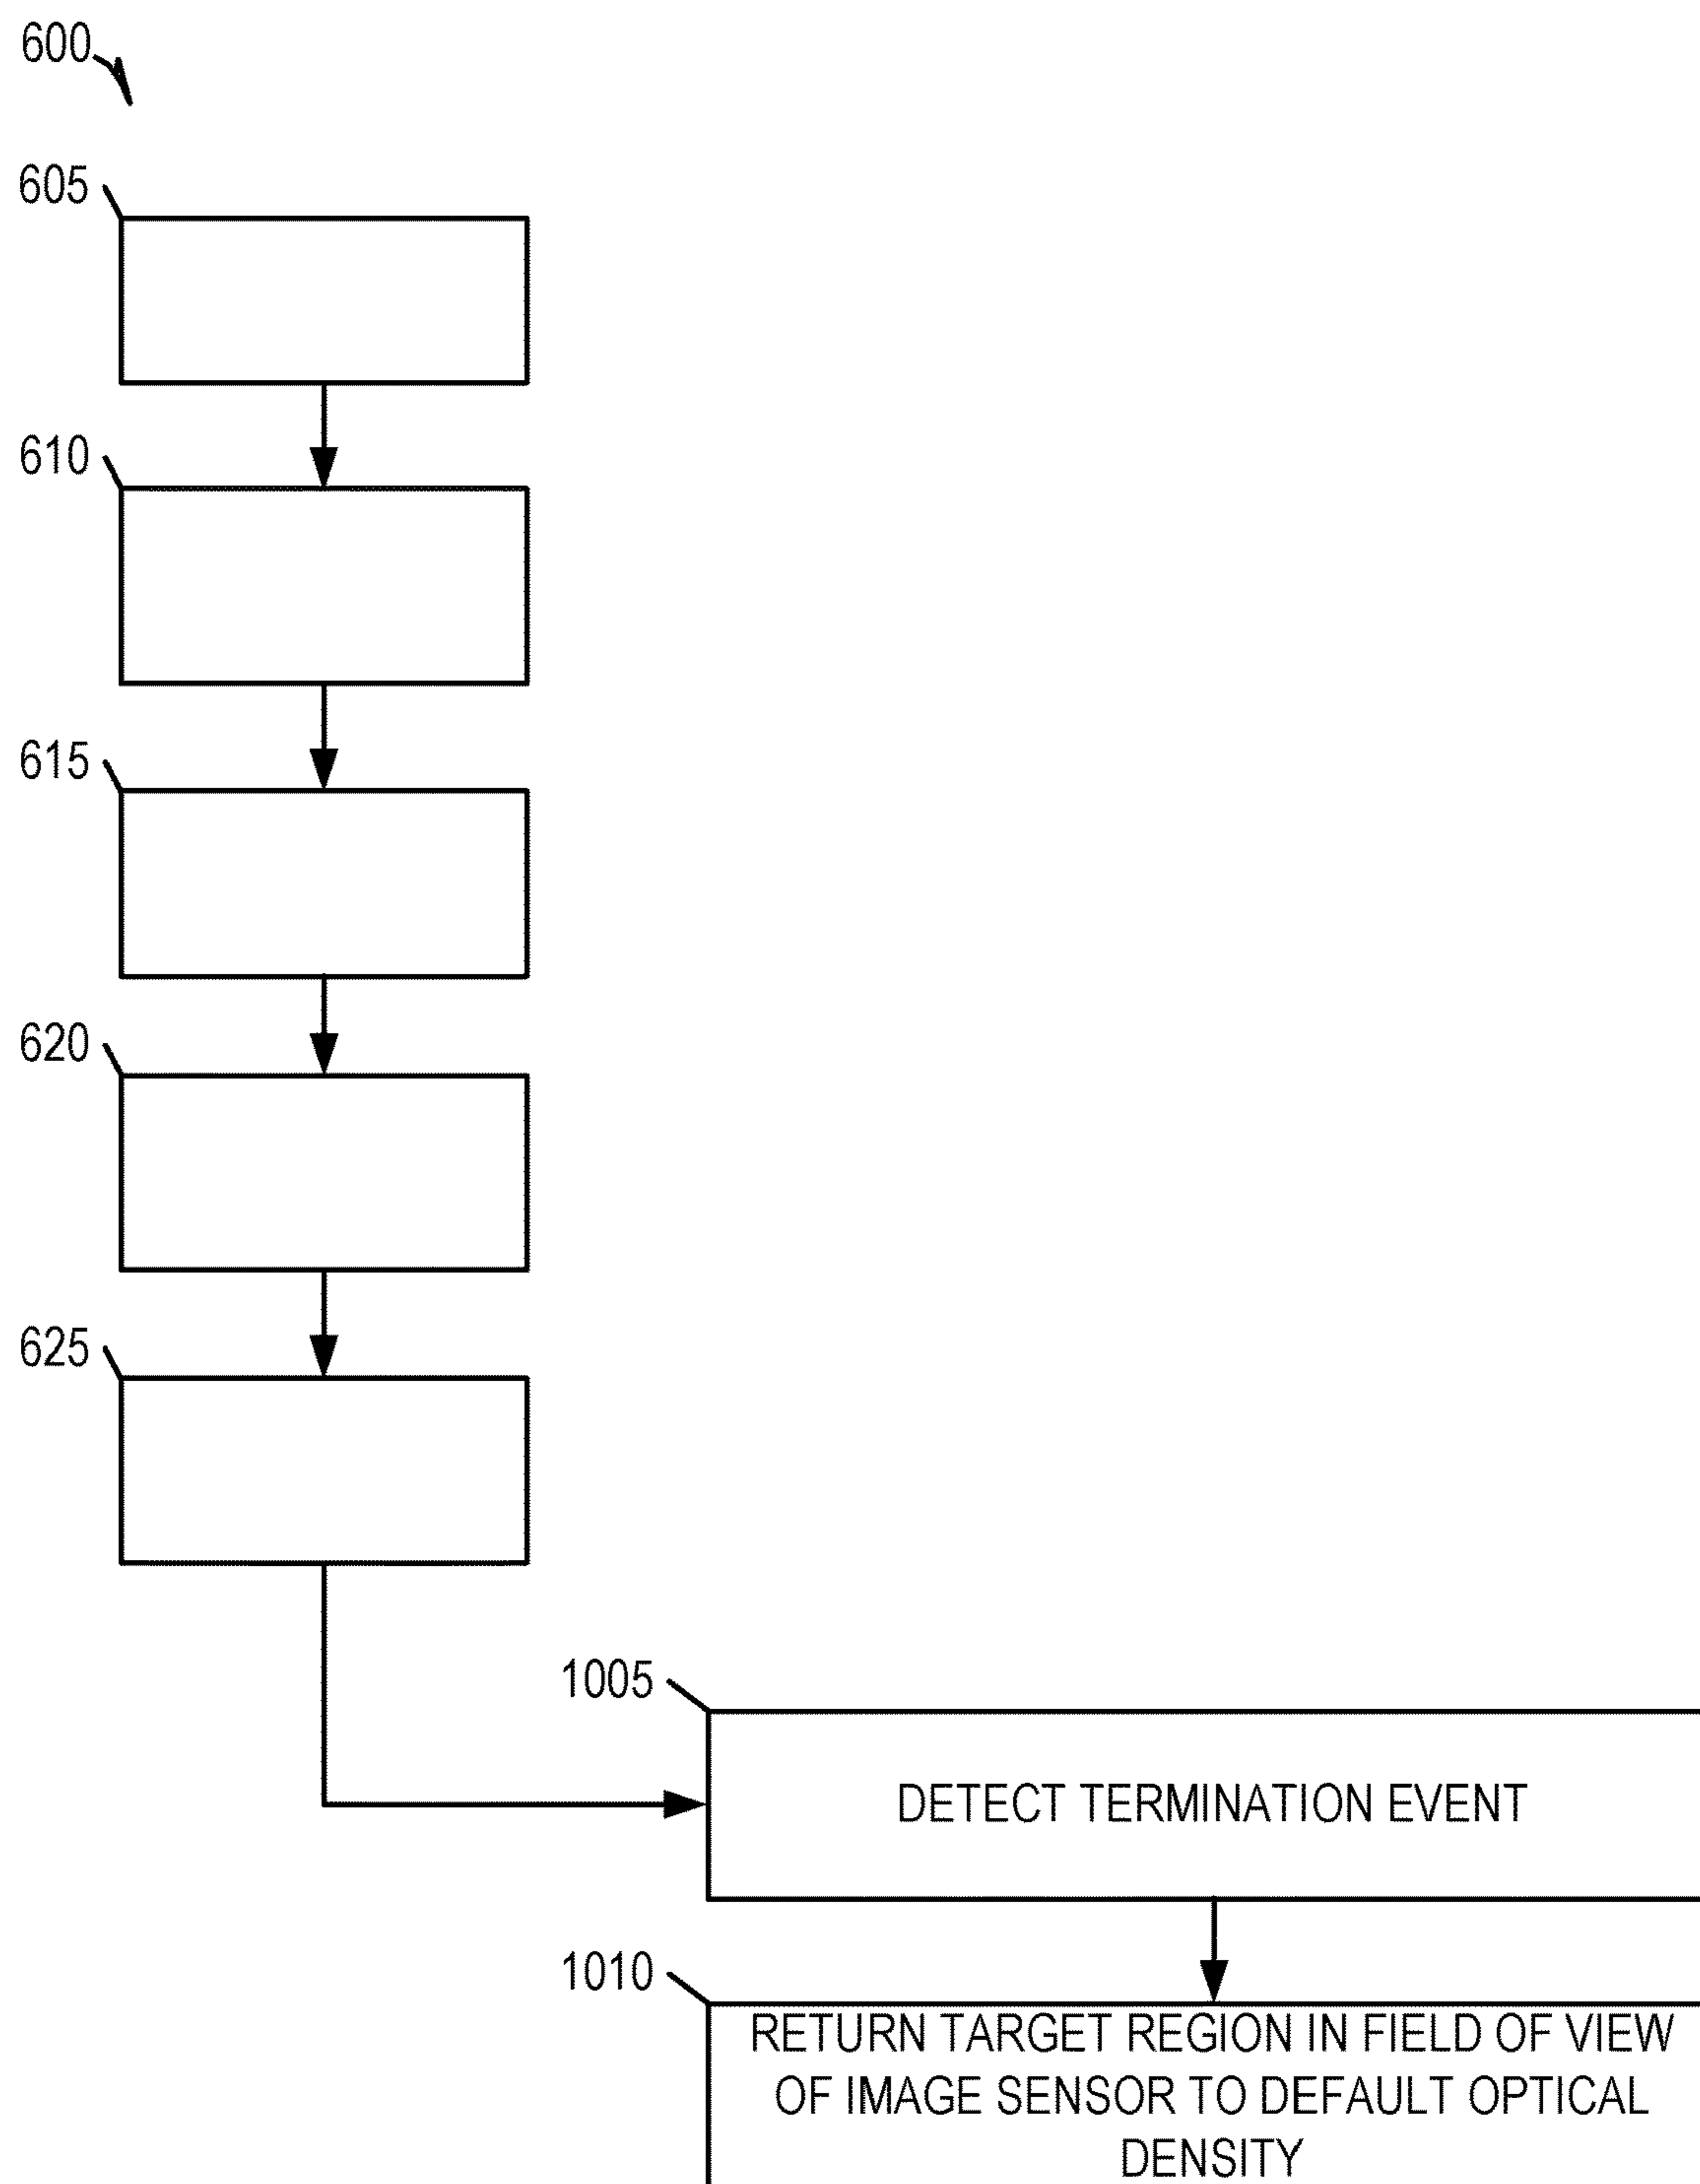 600
605
610
615
620
625
1005
DETECT TERMINATION EVENT
1010
RETURN TARGET REGION IN FIELD OF VIEW
OF IMAGE SENSOR TO DEFAULT OPTICAL
DENSITY